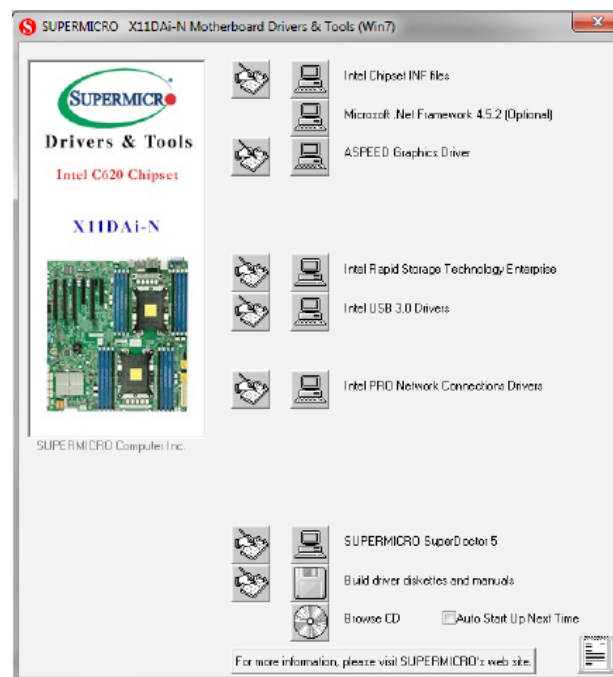 SUPERMICRO X11DAi-N Motherboard Drivers & Tools (Win7)
SUPERMICRO
Drivers & Tools
Intel C620 Chipset
X11DAi-N
SUPERMICRO Computer Inc.
Intel Chipset INF files
Microsoft .Net Framework 4.5.2 (Optional)
ASPEED Graphics Driver
Intel Rapid Storage Technology Enterprise
Intel USB 3.0 Drivers
Intel PRO Network Connections Drivers
SUPERMICRO SuperDoctor 5
Build driver diskettes and manuals
Browse CD
Auto Start Up Next Time
For more information, please visit SUPERMICRO's web site.